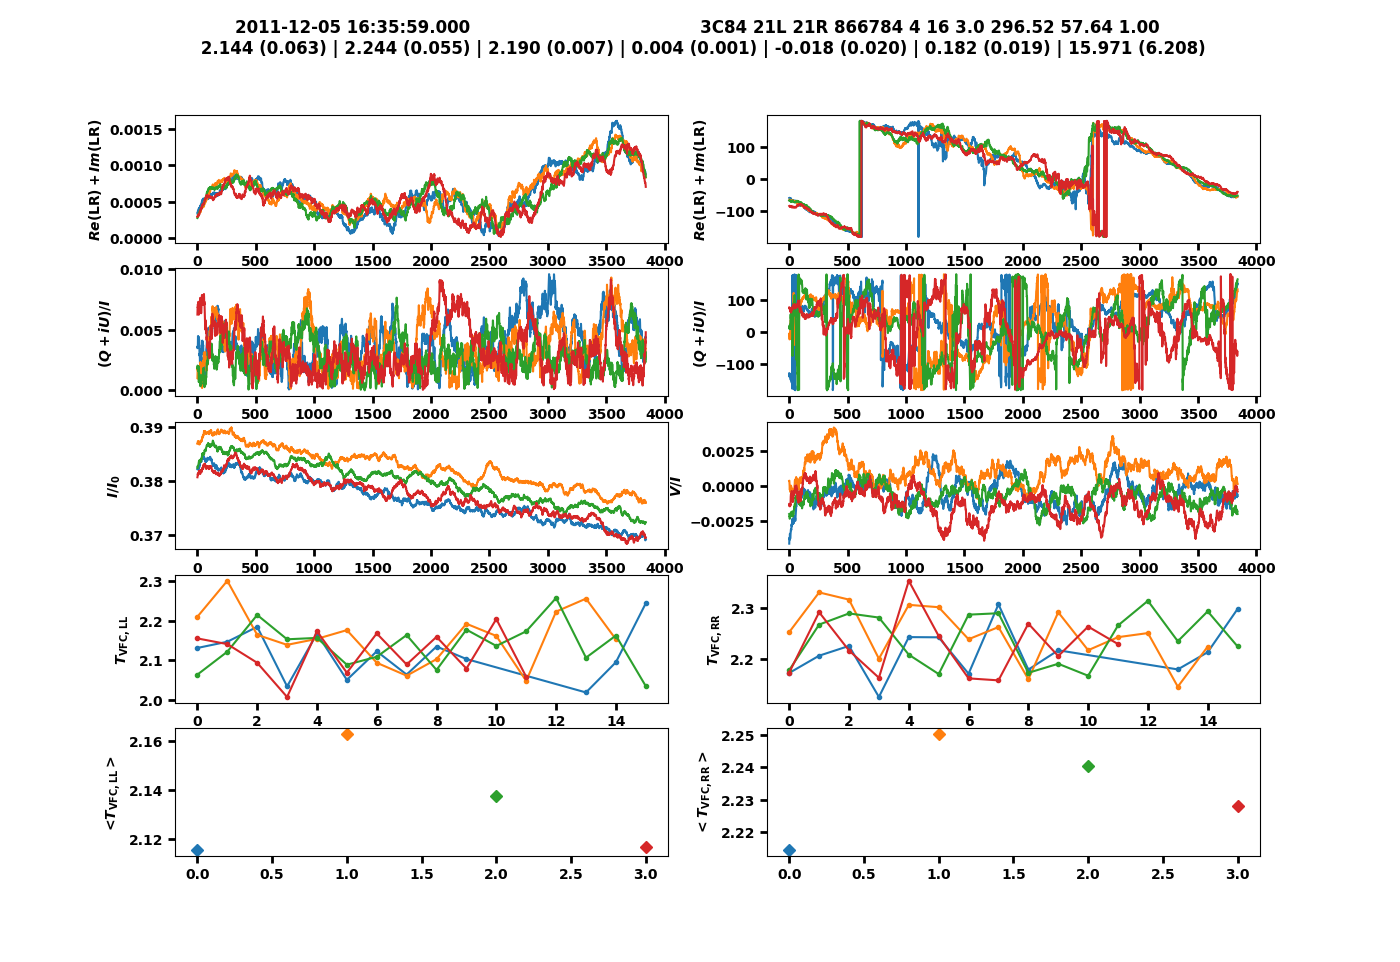 2011-12-05 16:35:59.000 3C84 21L 21R 866784 4 16 3.0 296.52 57.64 1.00
2.144 (0.063) | 2.244 (0.055) | 2.190 (0.007) | 0.004 (0.001) | -0.018 (0.020) | 0.182 (0.019) | 15.971 (6.208)
Re(LR) + Im(LR)
0.0015
0.0010
0.0005
0.0000
0 500 1000 1500 2000 2500 3000 3500 4000
Re(LR) + Im(LR)
100
0
−100
0 500 1000 1500 2000 2500 3000 3500 4000
(Q + iU)/I
0.010
0.005
0.000
0 500 1000 1500 2000 2500 3000 3500 4000
(Q + iU)/I
100
0
−100
0 500 1000 1500 2000 2500 3000 3500 4000
I/I0
0.39
0.38
0.37
0 500 1000 1500 2000 2500 3000 3500 4000
V/I
0.0025
0.0000
−0.0025
0 500 1000 1500 2000 2500 3000 3500 4000
TVFC, LL
2.3
2.2
2.1
2.0
0 2 4 6 8 10 12 14
TVFC, RR
2.3
2.2
0 2 4 6 8 10 12 14
<TVFC, LL>
2.16
2.14
2.12
0.0 0.5 1.0 1.5 2.0 2.5 3.0
< TVFC, RR >
2.25
2.24
2.23
2.22
0.0 0.5 1.0 1.5 2.0 2.5 3.0